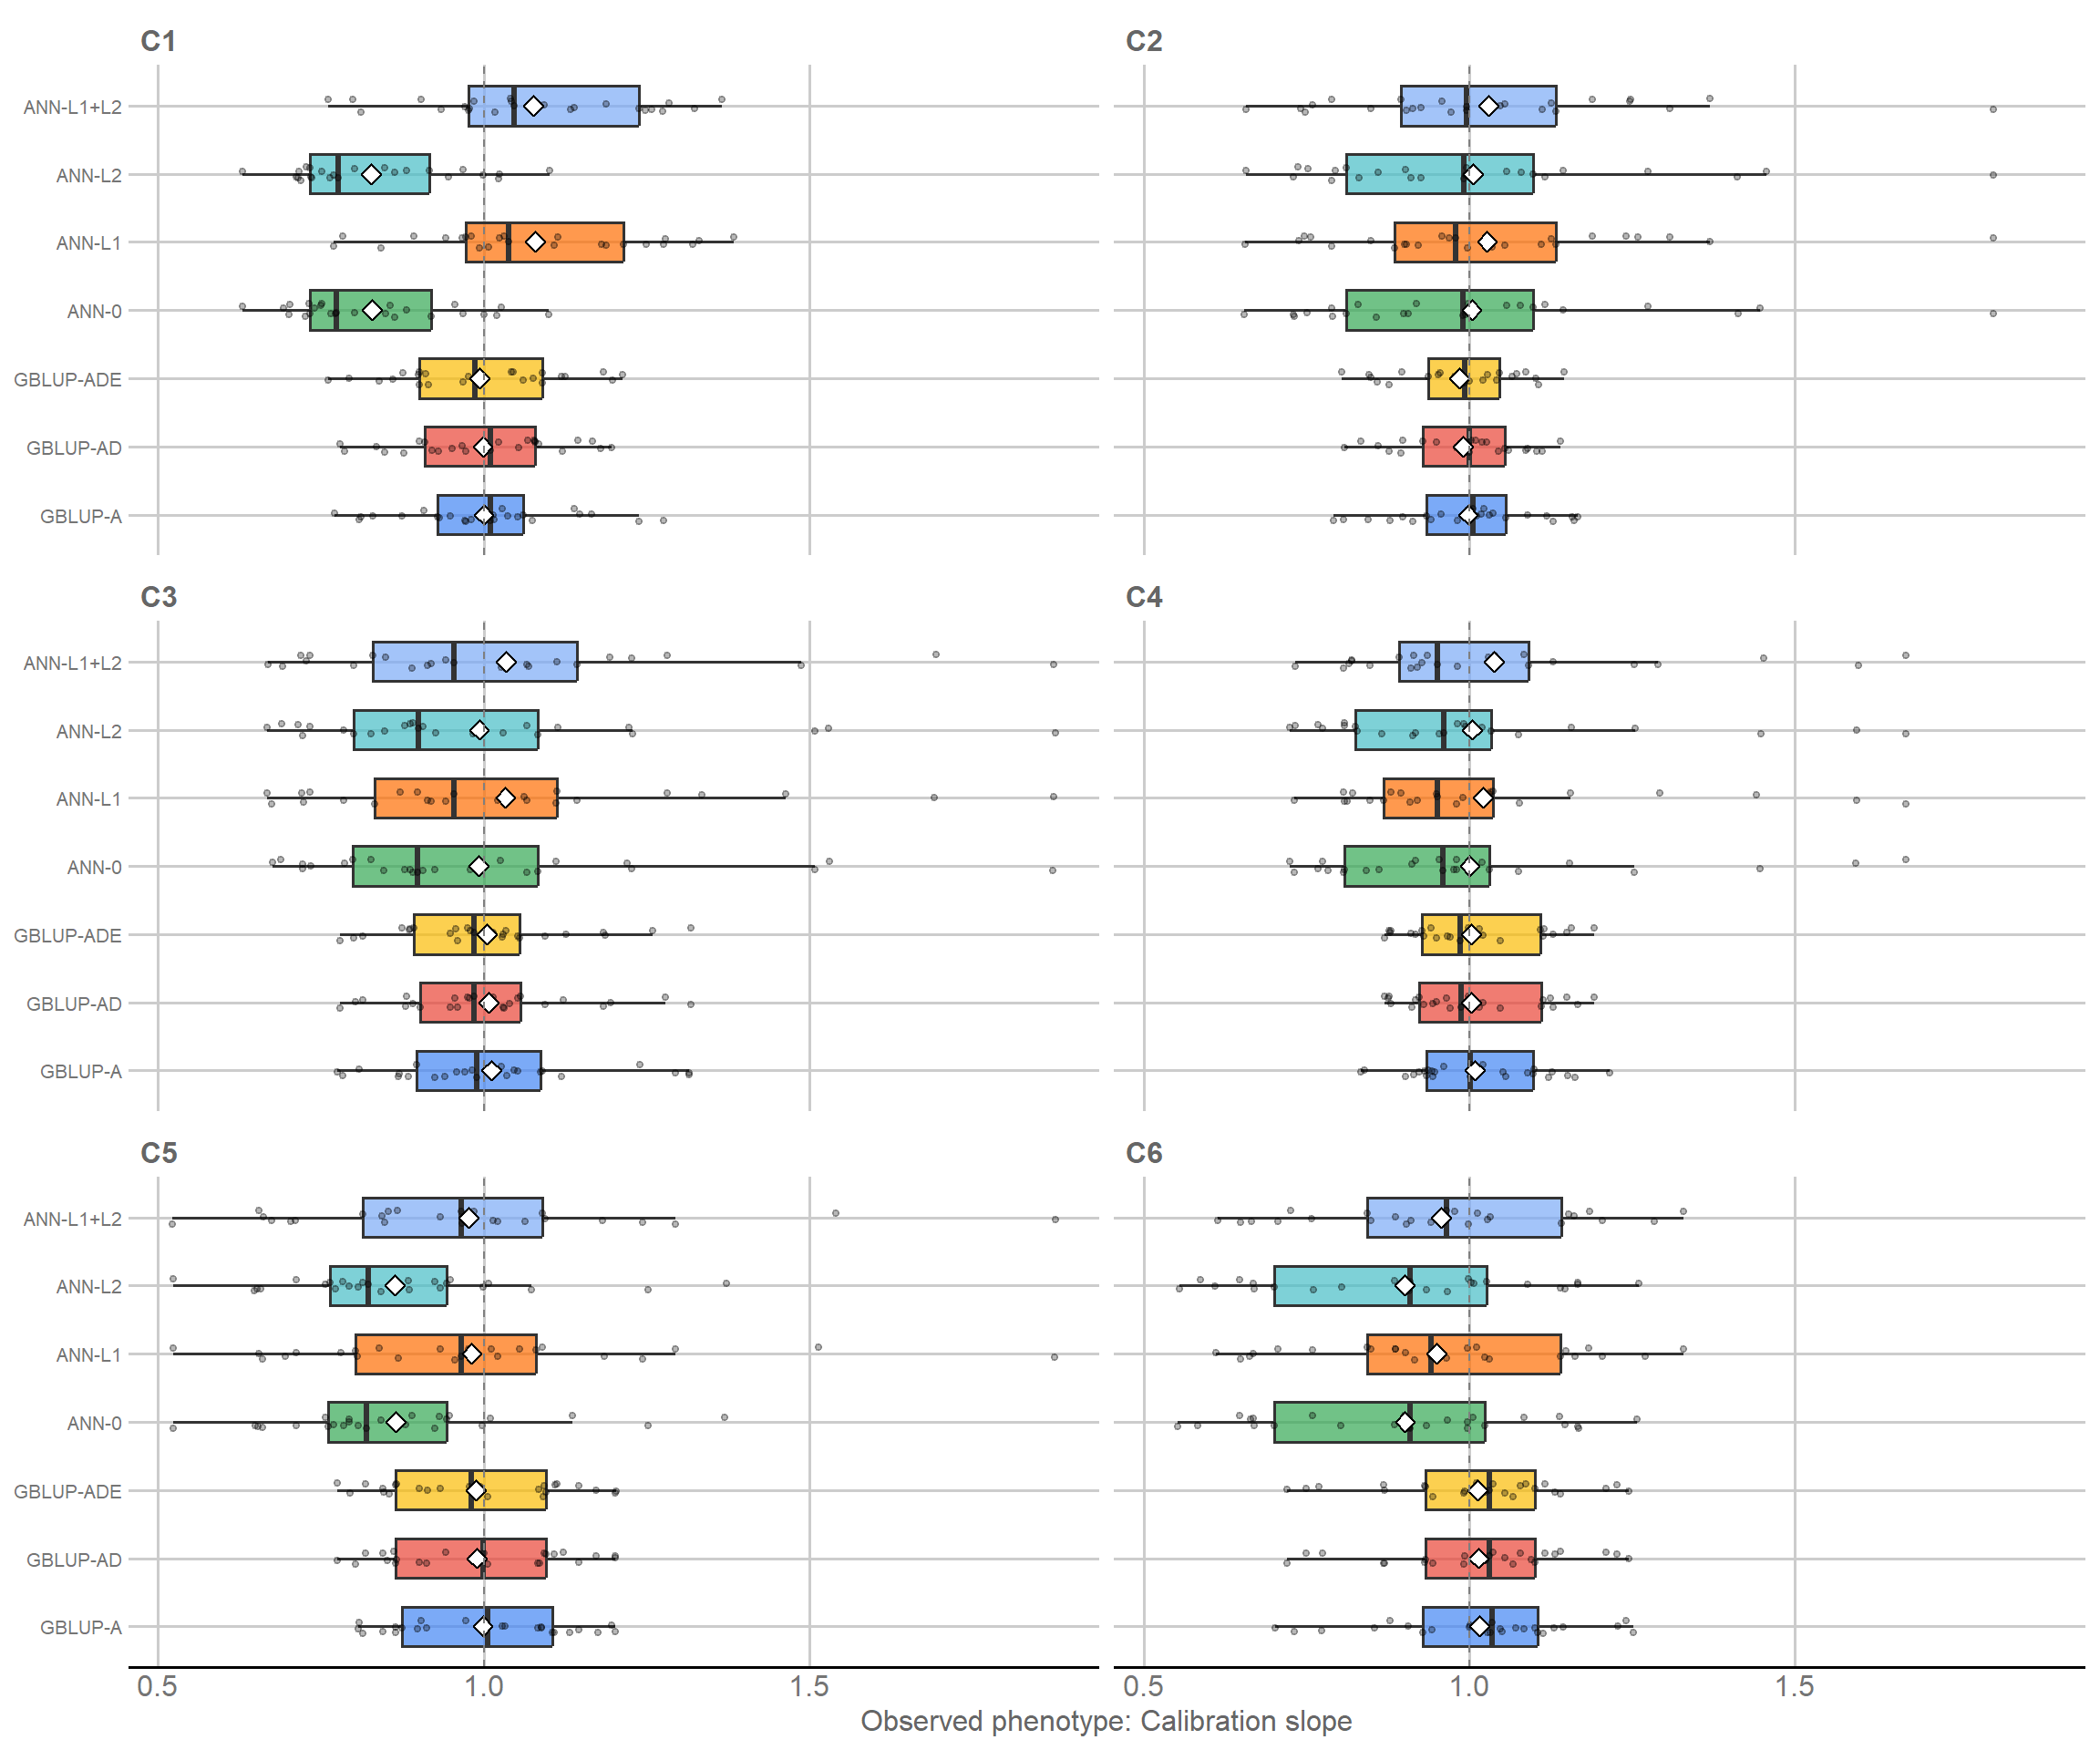 C1
C2
ANN-L1+L2
ANN-L2
ANN-L1
ANN-0
GBLUP-ADE
GBLUP-AD
GBLUP-A
C3
C4
ANN-L1+L2
ANN-L2
ANN-L1
ANN-0
GBLUP-ADE
GBLUP-AD
GBLUP-A
C5
C6
ANN-L1+L2
ANN-L2
ANN-L1
ANN-0
GBLUP-ADE
GBLUP-AD
GBLUP-A
0.5 1.0 1.5 0.5 1.0 1.5
Observed phenotype: Calibration slope